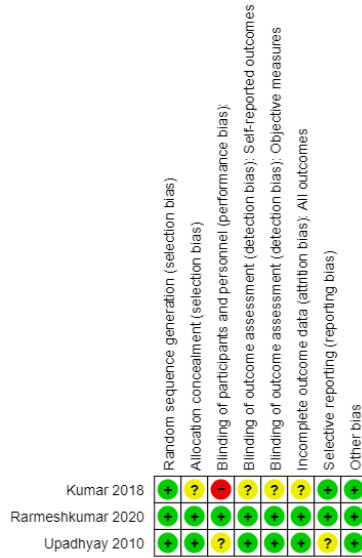 Random sequence generation (selection bias)
Allocation concealment (selection bias)
Blinding of participants and personnel (performance bias):
Blinding of outcome assessment (detection bias): Self-reported outcomes
Blinding of outcome assessment (detection bias): Objective measures
Incomplete outcome data (attrition bias): All outcomes
Selective reporting (reporting bias)
Other bias
Kumar 2018 + ? - ? ? ? + +
Rarmeshkumar 2020 + + + + + + + +
Upadhyay 2010 + + ? + + + ? +